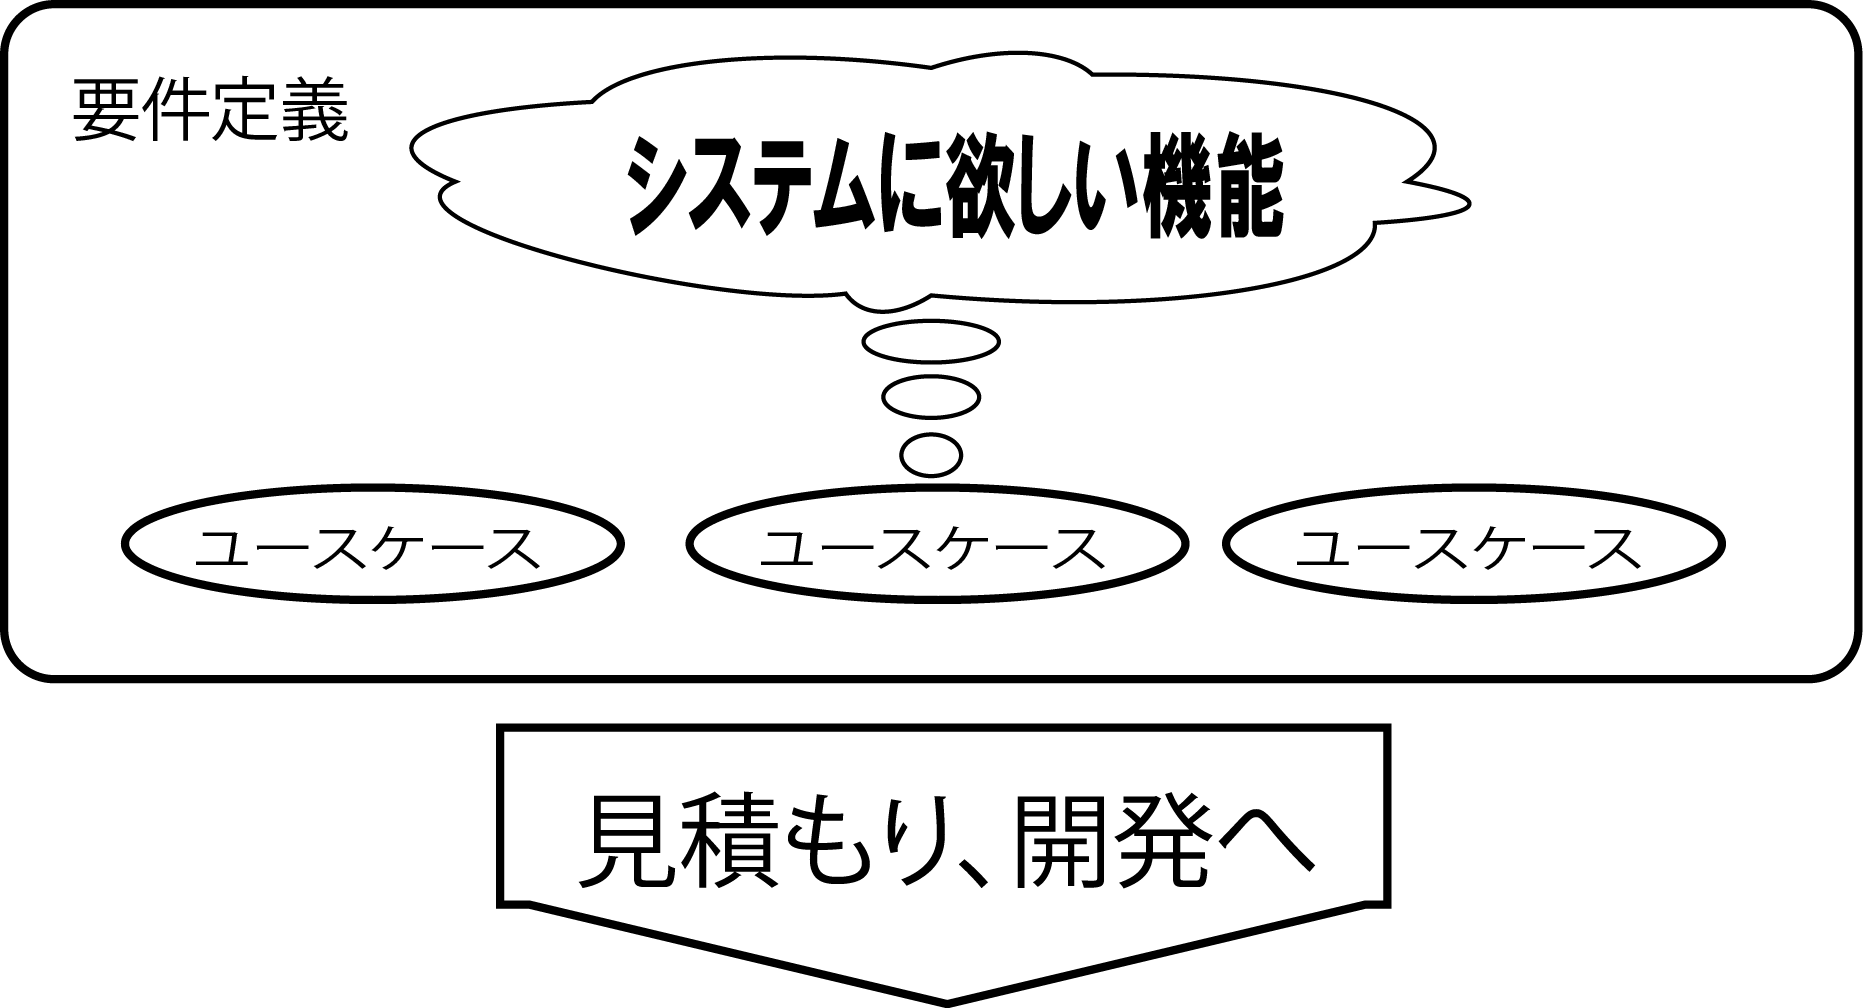 要件定義
システムに欲しい機能
ユースケース
ユースケース
ユースケース
見積もり、開発へ